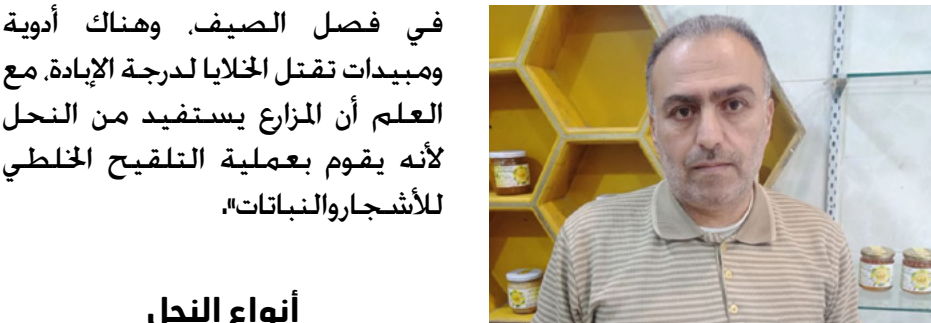 في فصل الصيف، وهناك أدوية
ومبيدات تقتل الخلايا لدرجة الإبادة، مع
العلم أن المزارع يستفيد من النحل
لأنه يقوم بعملية التلقيح الخلطي
للأشجاروالنباتات".
أنواع النحل